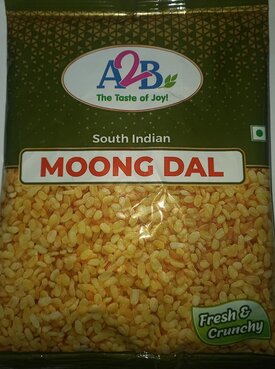 A2B
The Taste of Joy!
South Indian
MOONG DAL
Fresh &
Crunchy